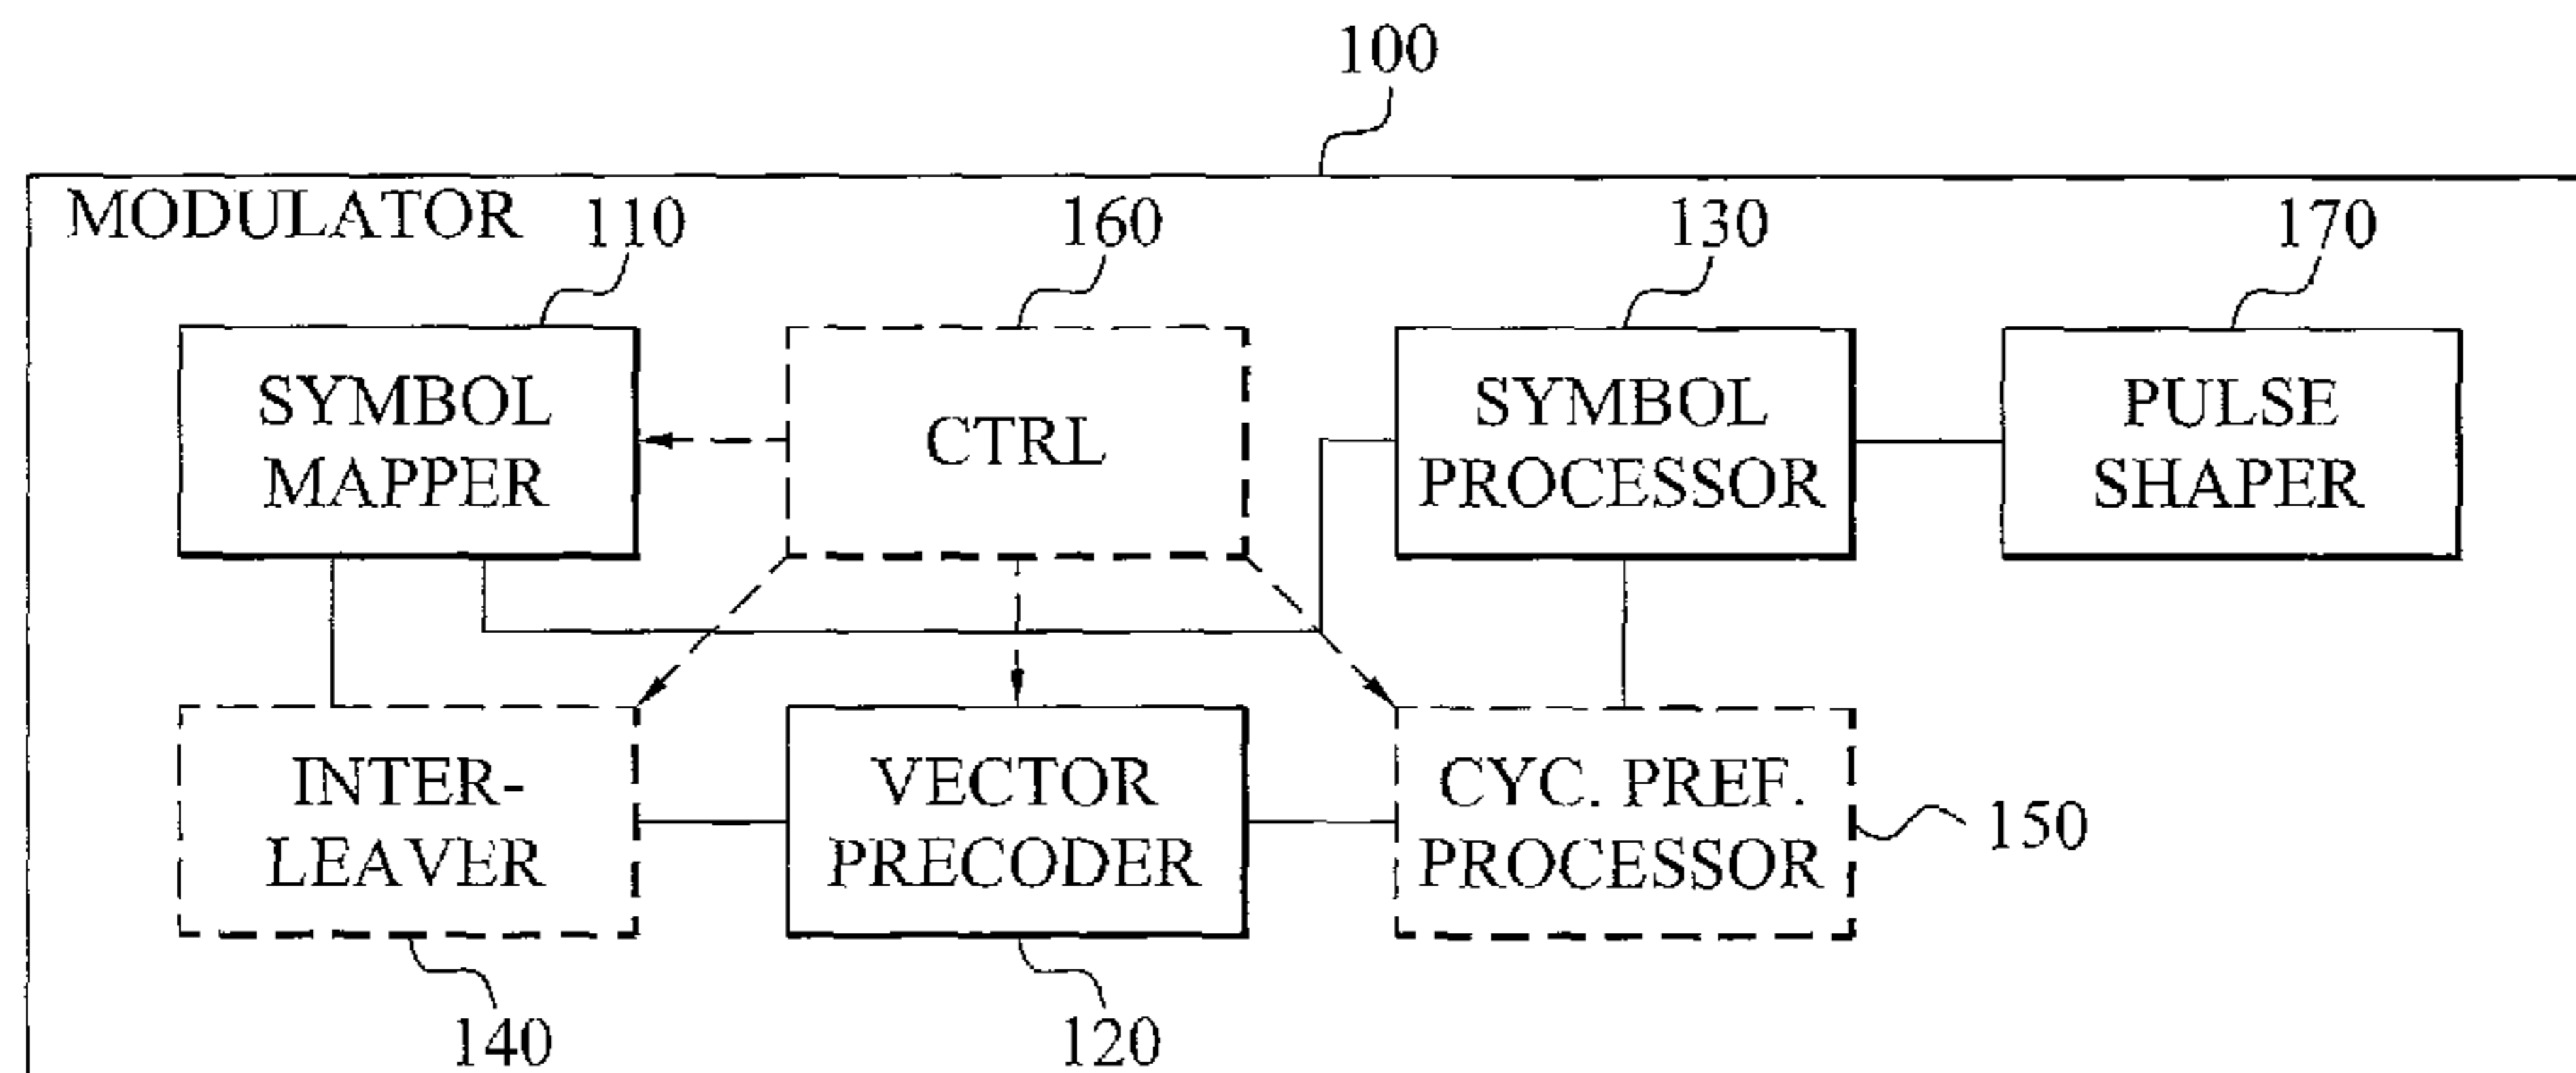 100
MODULATOR
110
160
130
170
SYMBOL
MAPPER
CTRL
SYMBOL
PROCESSOR
PULSE
SHAPER
INTER-
LEAVER
VECTOR
PRECODER
CYC. PREF.
PROCESSOR
150
140
120